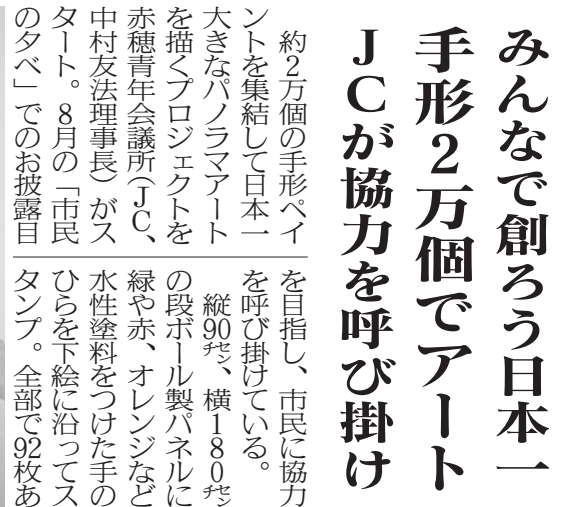 みんなで創ろう日本一
手形2万個でアート
JCが協力を呼び掛け
約2万個の手形ペイ
ントを集結して日本一
大きなパノラマアート
を描くプロジェクトを
赤穂青年会議所(JC、
中村友法理事長)がス
タート。8月の「市民
の夕べ」でのお披露目
を目指し、市民に協力
を呼び掛けている。
縦90㌢、横180㌢
の段ボール製パネルに
緑や赤、オレンジなど
水性塗料をつけた手の
ひらを下絵に沿ってス
タンプ。全部で92枚あ